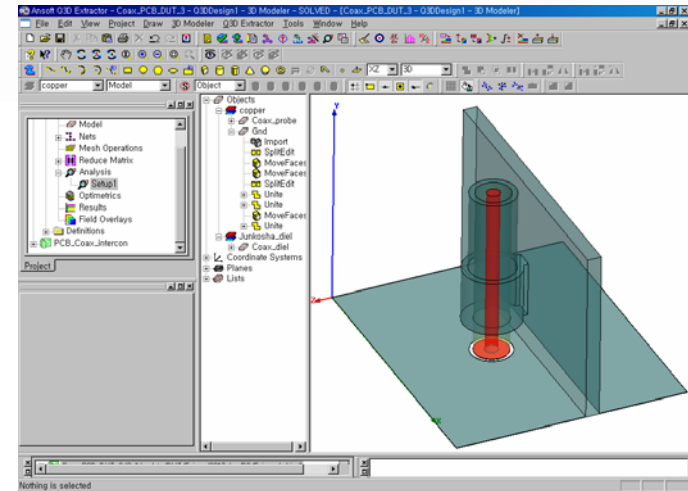 Ansoft Q3D Extractor - Coax_PCB_DUT_3 - Q3DDesign1 - 3D Modeler - SOLVED - [Coax_PCB_DUT_3 - Q3DDesign1 - 3D Modeler]
File Edit View Project Draw 3D Modeler Q3D Extractor Tools Window Help
XZ 3D
copper Model Object
Model
Nets
Mesh Operations
Reduce Matrix
Analysis
Setup1
Optimetrics
Results
Field Overlays
Definitions
PCB_Coax_intercon
Project
Objects
copper
Coax_probe
Gnd
Import
SplitEdit
MoveFaces
MoveFaces
SplitEdit
Unite
Unite
MoveFaces
Unite
Junkosha_diel
Coax_diel
Coordinate Systems
Planes
Lists
Y
Z
X
Nothing is selected